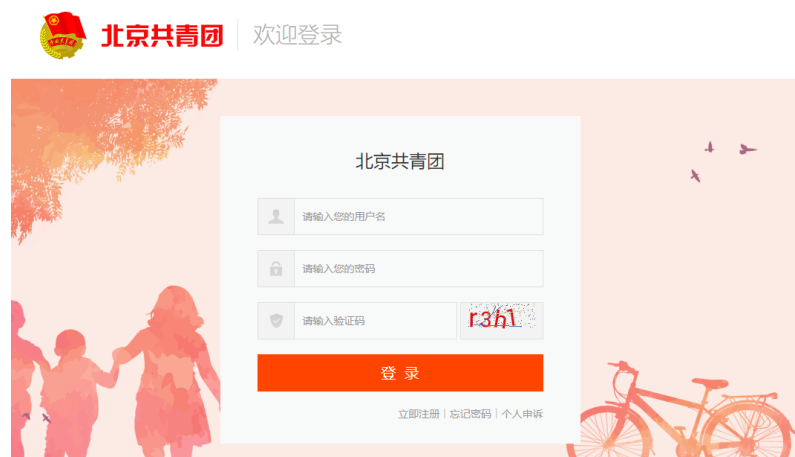 北京共青团 欢迎登录
北京共青团
请输入您的用户名
请输入您的密码
请输入验证码 r3h1
登 录
立即注册 | 忘记密码 | 个人申诉